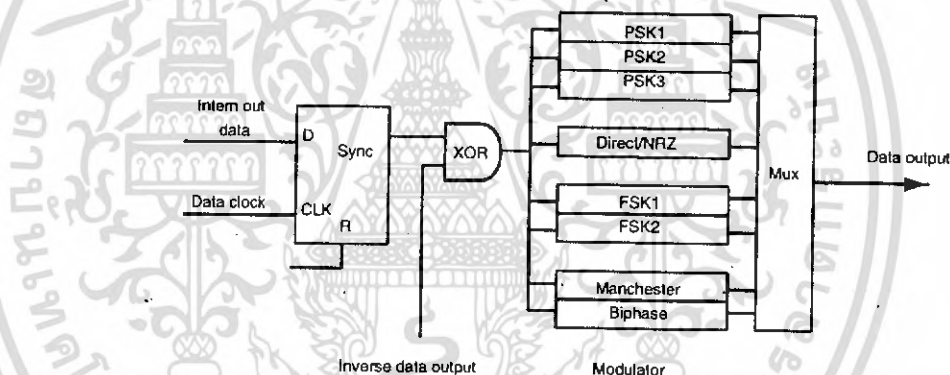 PSK1
PSK2
PSK3
Intern out
data
D
Sync
XOR
Direct/NRZ
Mux
Data output
Data clock
CLK
R
FSK1
FSK2
Manchester
Biphase
Inverse data output
Modulator